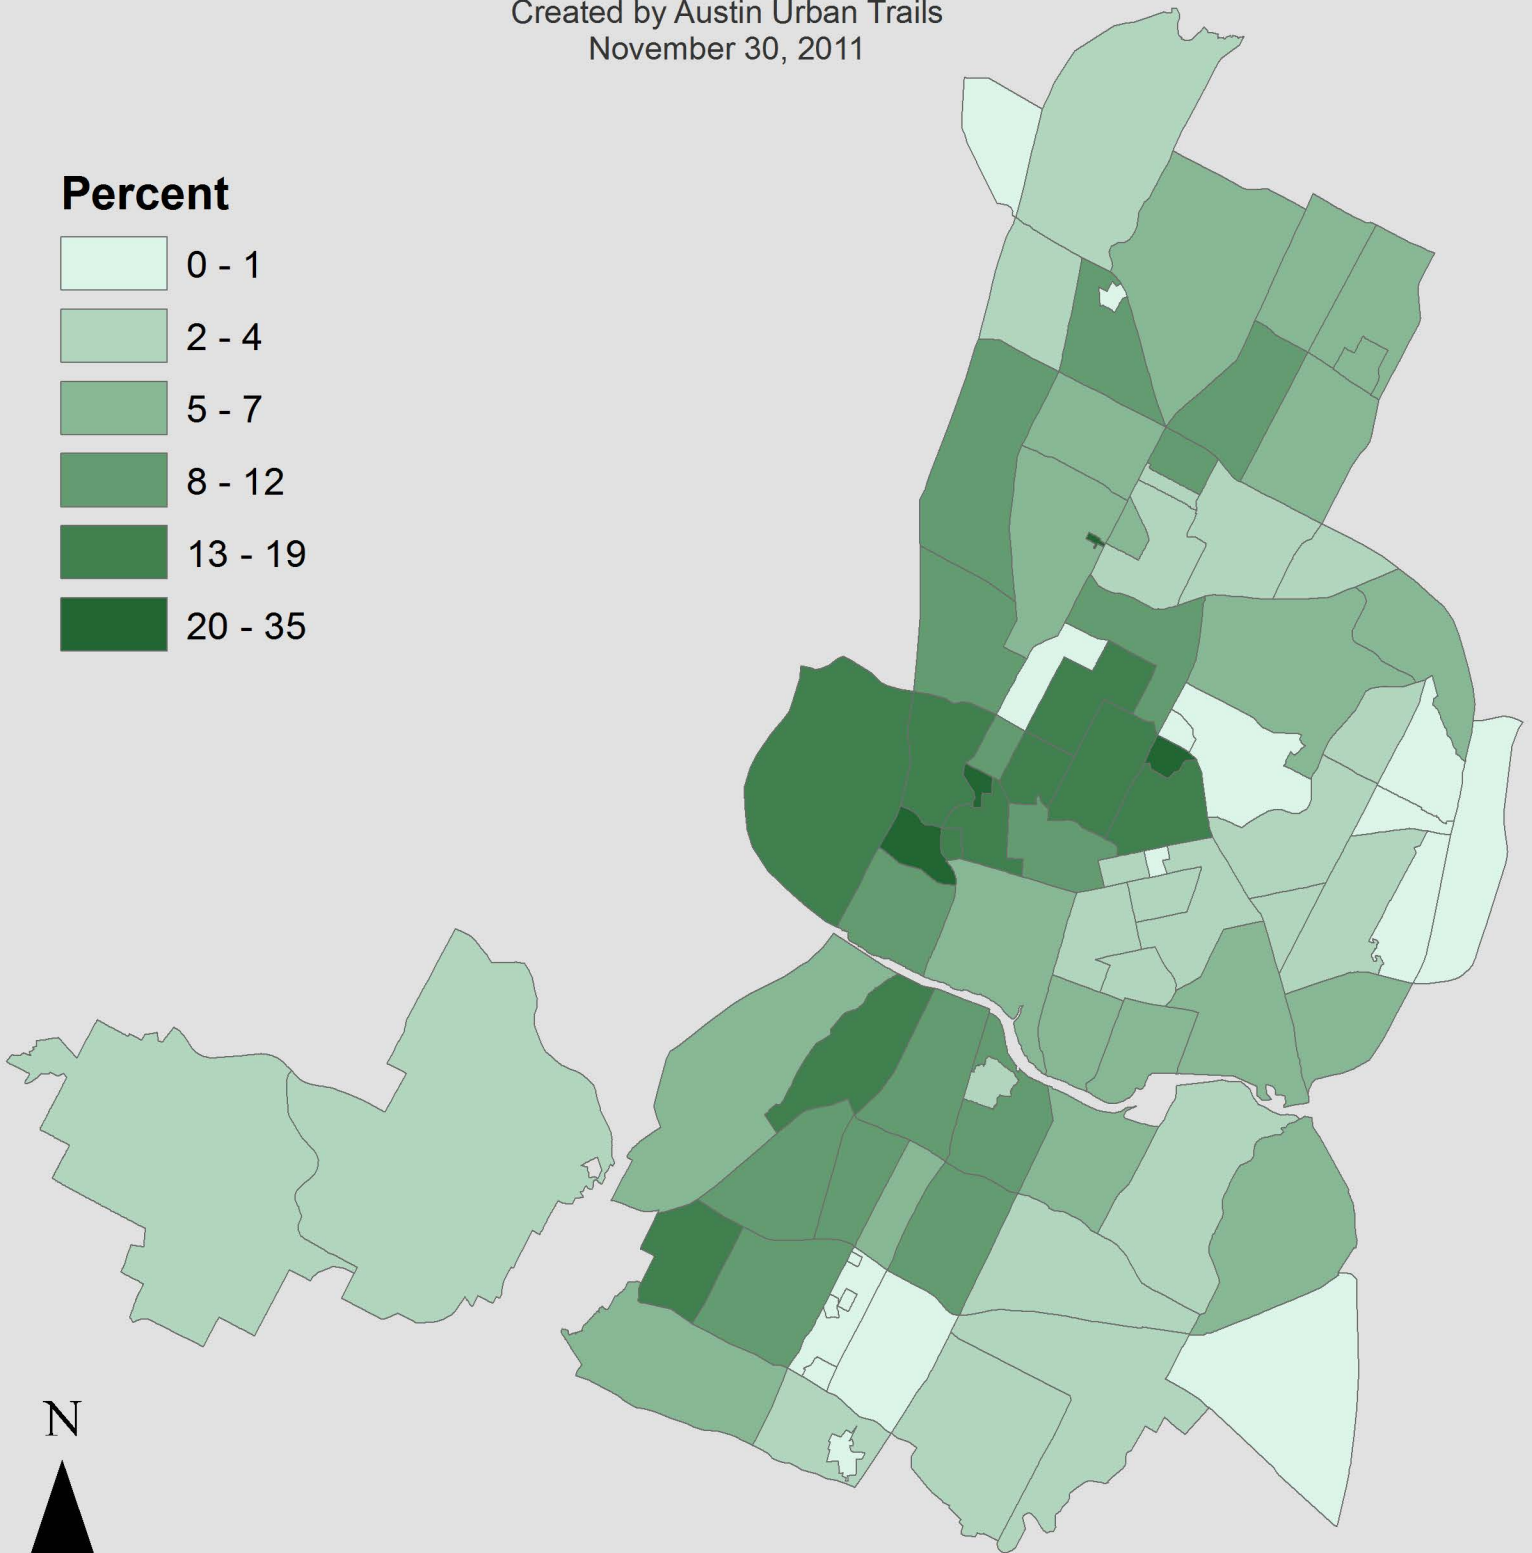 Created by Austin Urban Trails
November 30, 2011
Percent
0 - 1
2 - 4
5 - 7
8 - 12
13 - 19
20 - 35
N